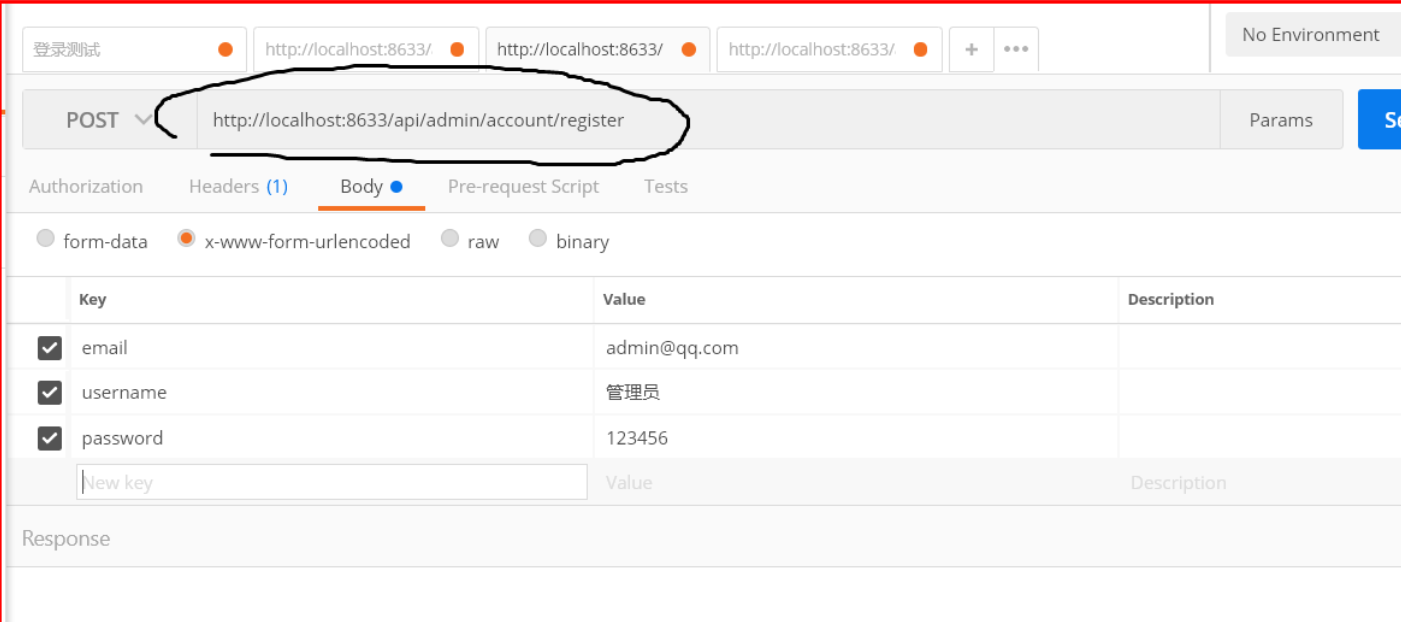 登录测试 http://localhost:8633/ http://localhost:8633/ http://localhost:8633/ + ••• No Environment
POST http://localhost:8633/api/admin/account/register Params
Authorization Headers (1) Body Pre-request Script Tests
form-data x-www-form-urlencoded raw binary
Key Value Description
email admin@qq.com
username 管理员
password 123456
New key Value Description
Response